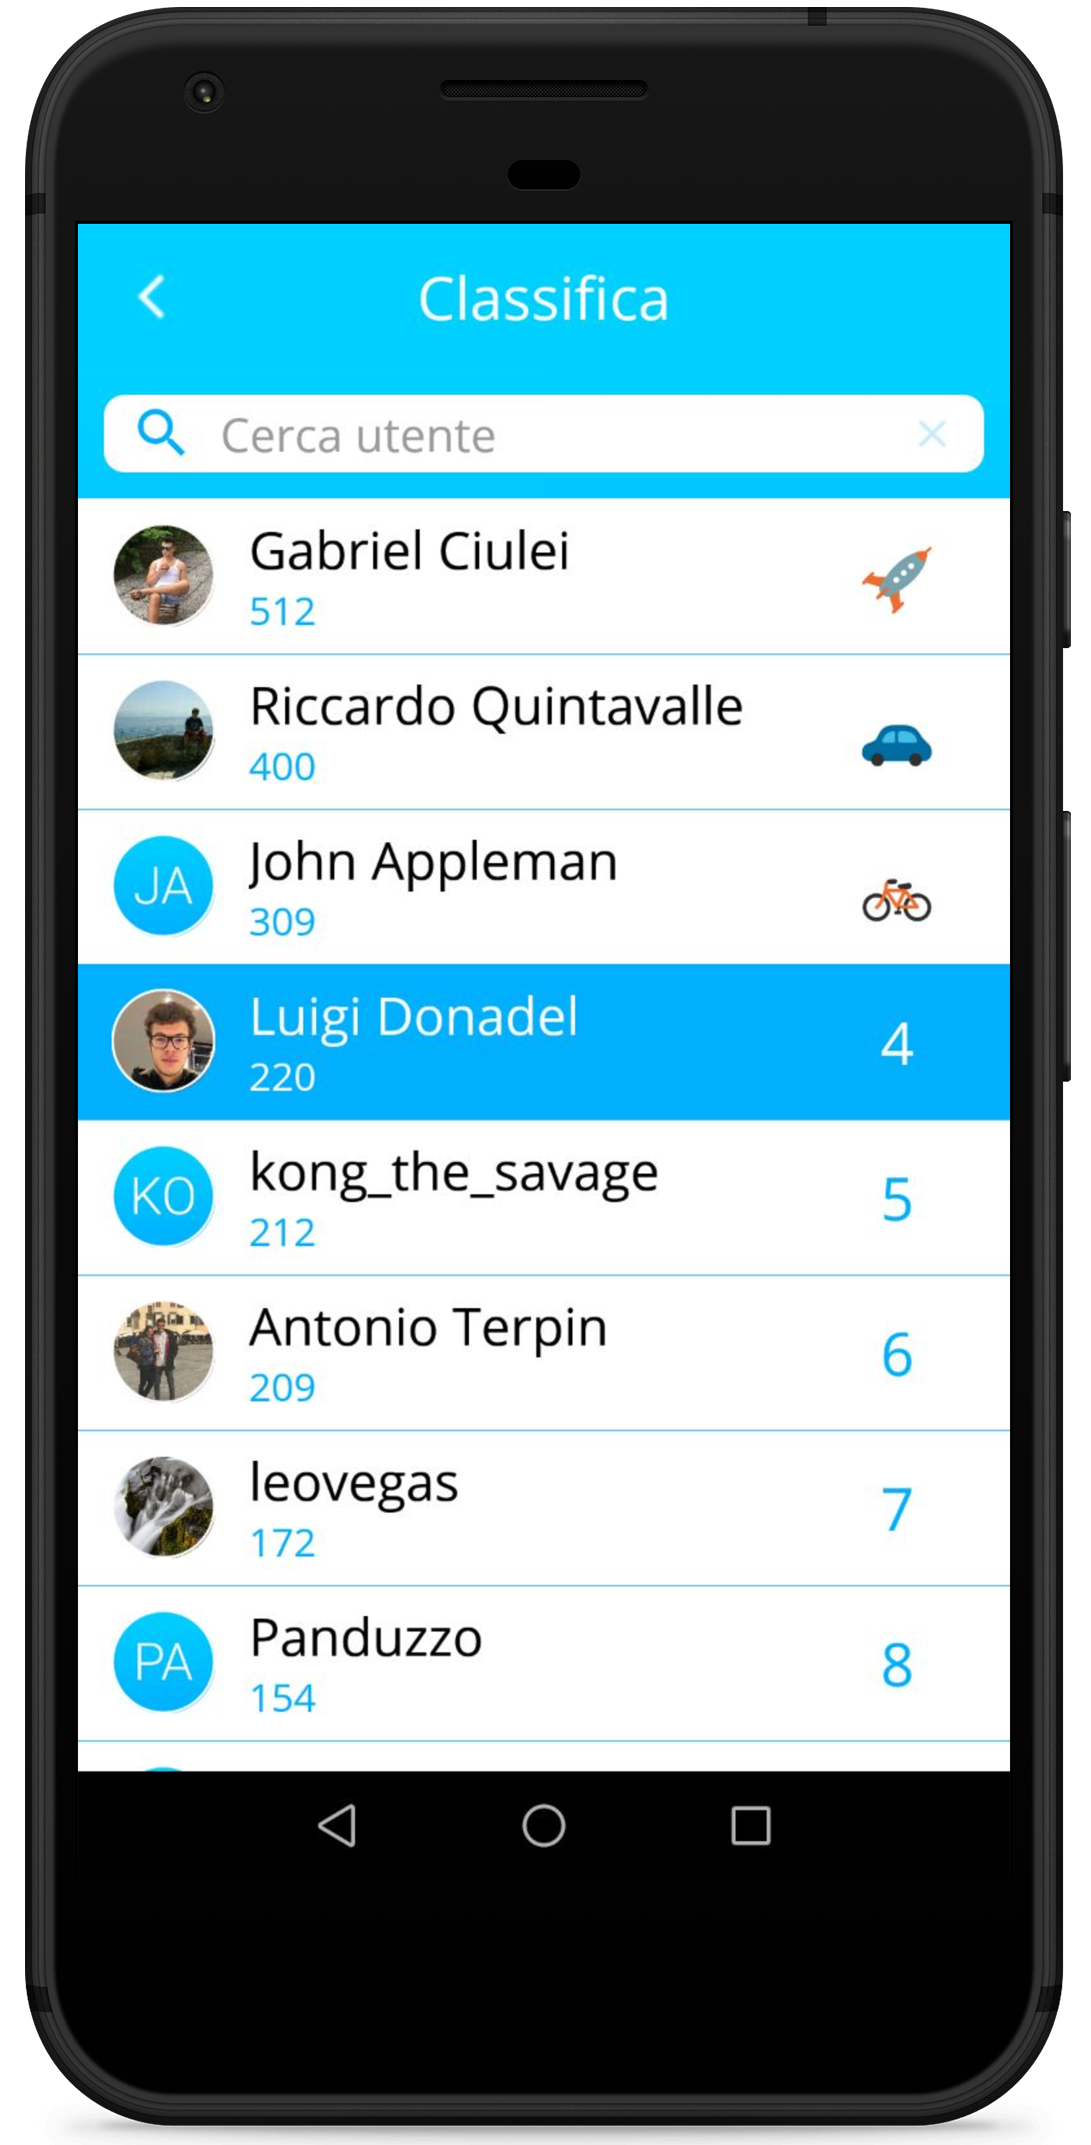 Classifica
Cerca utente
Gabriel Ciulei
512
Riccardo Quintavalle
400
JA
John Appleman
309
Luigi Donadel
220
4
KO
kong_the_savage
212
5
Antonio Terpin
209
6
leovegas
172
7
PA
Panduzzo
154
8